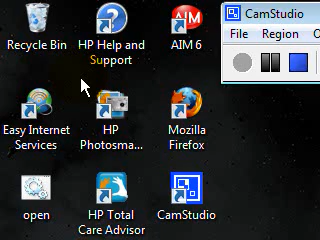 CamStudio
File Region O
Recycle Bin
HP Help and
Support
AIM 6
AIM
Easy Internet
Services
HP
Photosma...
Mozilla
Firefox
open
HP Total
Care Advisor
CamStudio